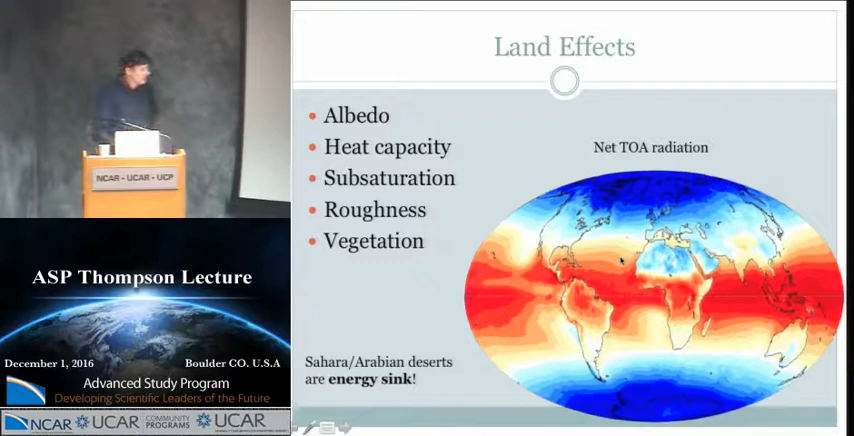 Land Effects
Albedo
Heat capacity
Subsaturation
Roughness
Vegetation
Net TOA radiation
Sahara/Arabian deserts
are energy sink!
NCAR - UCAR - UCP
ASP Thompson Lecture
December 1, 2016
Boulder CO. U.S.A
Advanced Study Program
Developing Scientific Leaders of the Future
NCAR
UCAR
COMMUNITY
PROGRAMS
UCAR